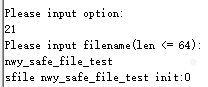 Please input option:
21
Please input filename(len <= 64):
nwy_safe_file_test
sfile nwy_safe_file_test init:0